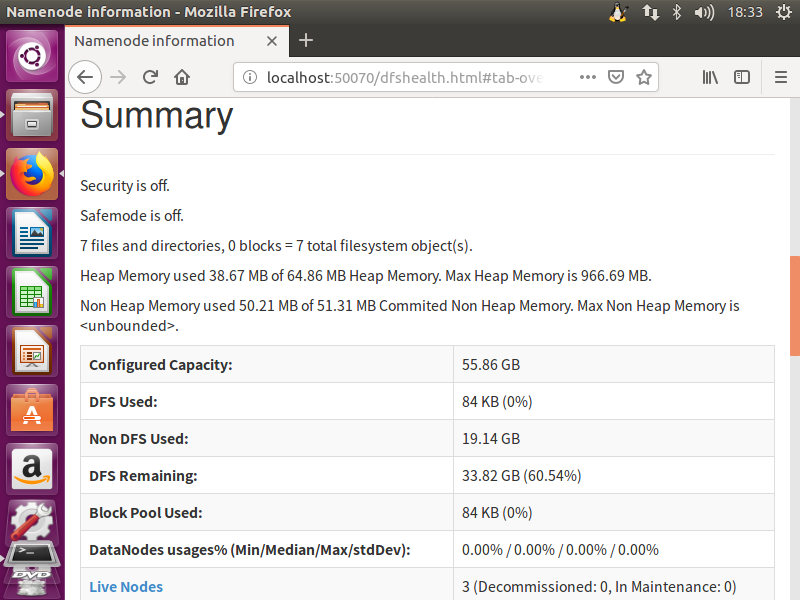 Namenode information - Mozilla Firefox
18:33
Namenode information
localhost:50070/dfshealth.html#tab-ove
Summary
Security is off.
Safemode is off.
7 files and directories, 0 blocks = 7 total filesystem object(s).
Heap Memory used 38.67 MB of 64.86 MB Heap Memory. Max Heap Memory is 966.69 MB.
Non Heap Memory used 50.21 MB of 51.31 MB Commited Non Heap Memory. Max Non Heap Memory is
<unbounded>.
Configured Capacity: 55.86 GB
DFS Used: 84 KB (0%)
Non DFS Used: 19.14 GB
DFS Remaining: 33.82 GB (60.54%)
Block Pool Used: 84 KB (0%)
DataNodes usages% (Min/Median/Max/stdDev): 0.00% / 0.00% / 0.00% / 0.00%
Live Nodes 3 (Decommissioned: 0, In Maintenance: 0)
a
>_
DVD